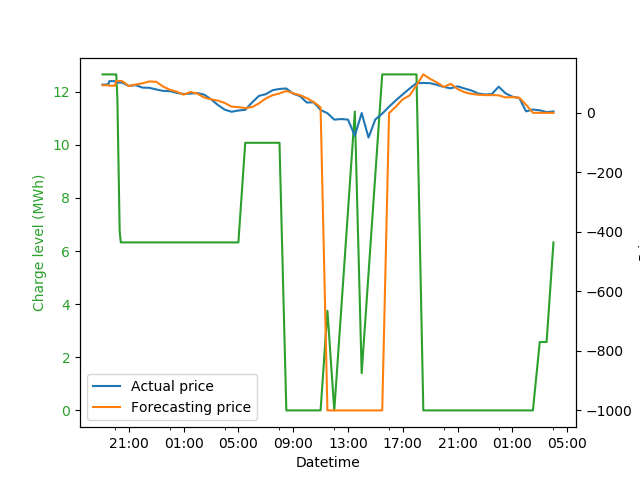 12
10
8
6
4
2
0
Charge level (MWh)
0
−200
−400
−600
−800
−1000
Actual price
Forecasting price
21:00 01:00 05:00 09:00 13:00 17:00 21:00 01:00 05:00
Datetime